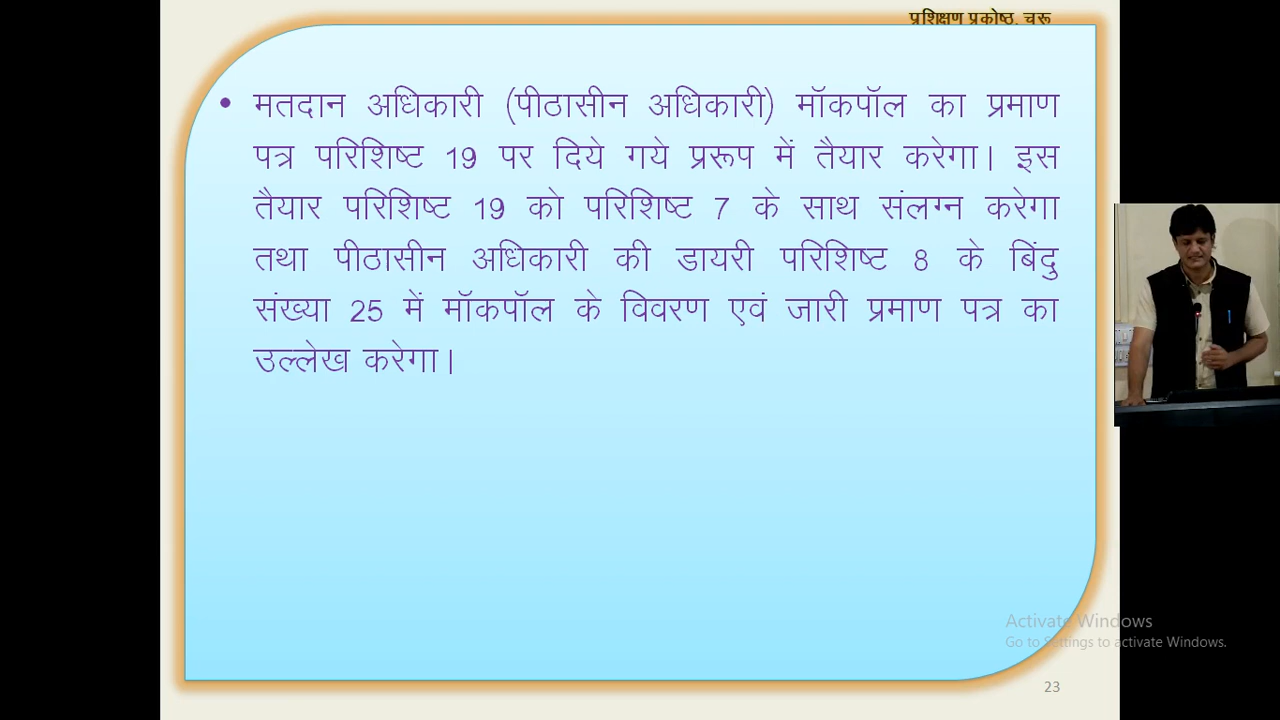 प्रशिक्षण प्रकोष्ठ, चूरू
• मतदान अधिकारी (पीठासीन अधिकारी) मॉकपॉल का प्रमाण
पत्र परिशिष्ट 19 पर दिये गये प्ररूप में तैयार करेगा। इस
तैयार परिशिष्ट 19 को परिशिष्ट 7 के साथ संलग्न करेगा
तथा पीठासीन अधिकारी की डायरी परिशिष्ट 8 के बिंदु
संख्या 25 में मॉकपॉल के विवरण एवं जारी प्रमाण पत्र का
उल्लेख करेगा।
Activate Windows
Go to Settings to activate Windows.
23